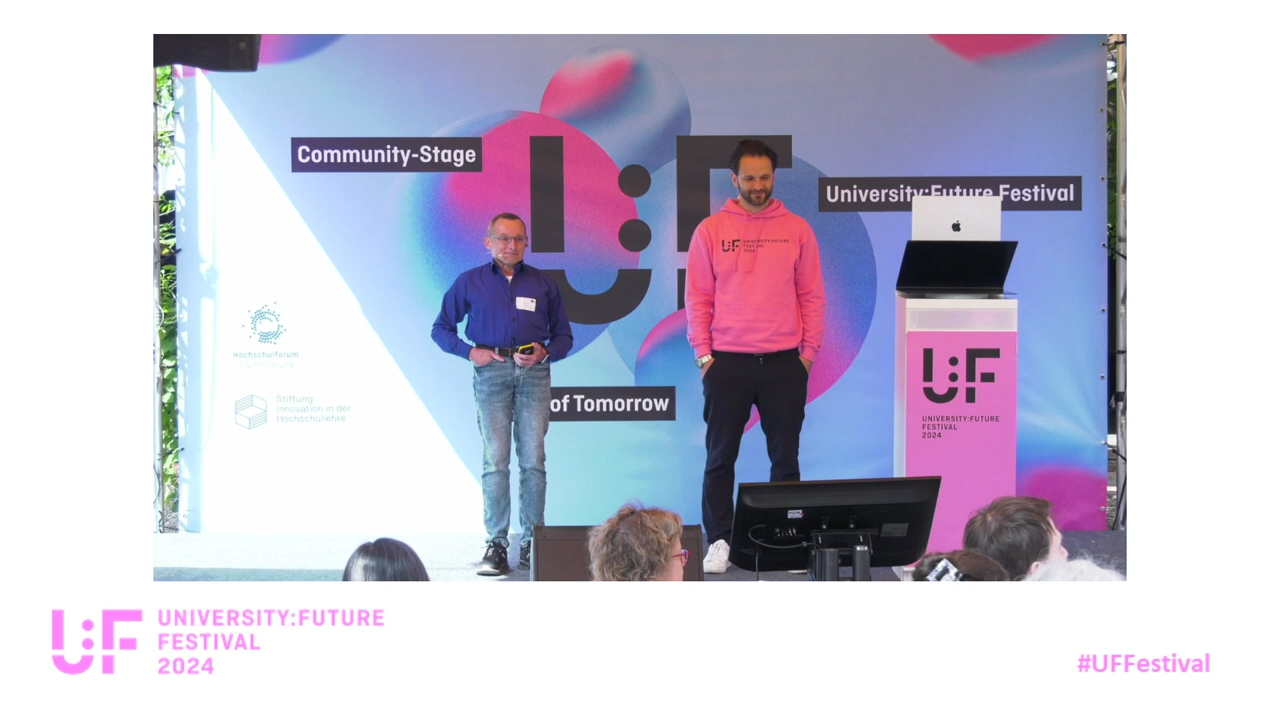 Community-Stage
U:F
University:Future Festival
UNIVERSITY:FUTURE
FESTIVAL
2024
Hochschulforum
Stiftung
Innovation in der
Hochschullehre
of Tomorrow
U:F
UNIVERSITY:FUTURE
FESTIVAL
2024
U:F
UNIVERSITY:FUTURE
FESTIVAL
2024
#UFFestival